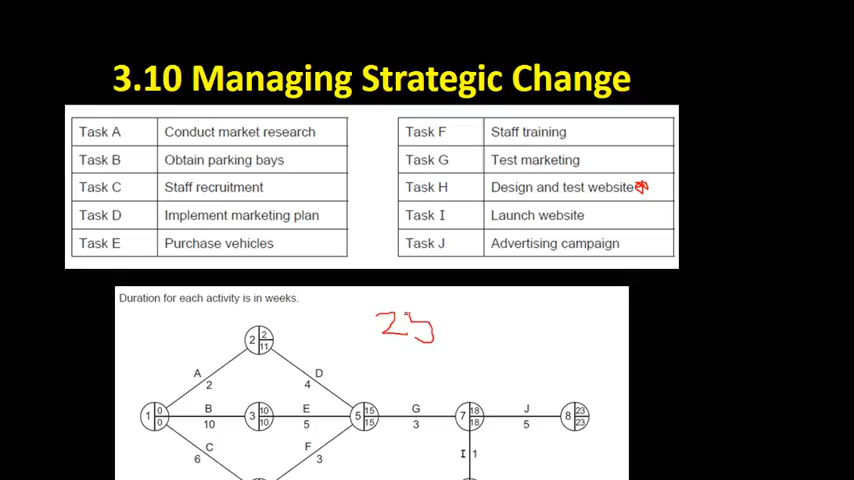 3.10 Managing Strategic Change
Task A Conduct market research
Task B Obtain parking bays
Task C Staff recruitment
Task D Implement marketing plan
Task E Purchase vehicles
Task F Staff training
Task G Test marketing
Task H Design and test website
Task I Launch website
Task J Advertising campaign
Duration for each activity is in weeks.
25
2 2 11
A 2
D 4
1 0 0
B 10
3 10 10
E 5
5 15 15
G 3
7 18 18
J 5
8 23 23
C 6
F 3
I 1